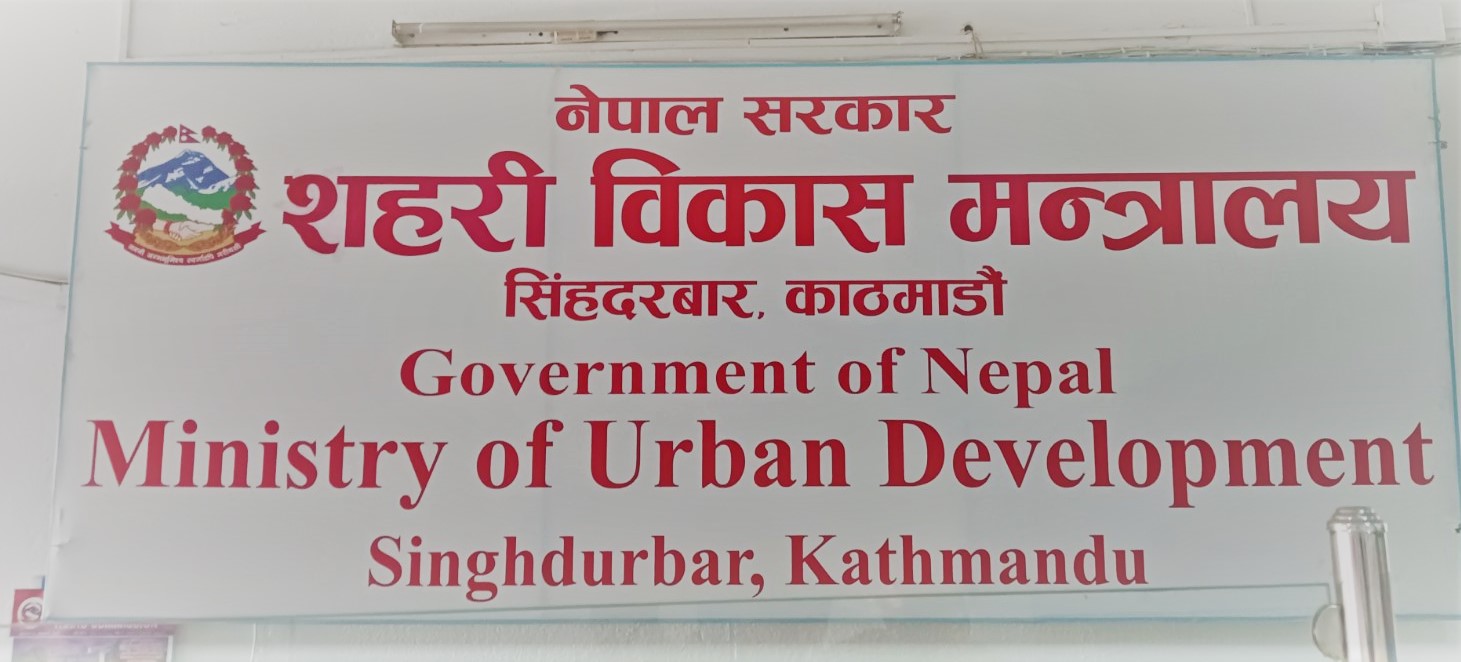 नेपाल सरकार
शहरी विकास मन्त्रालय
सिंहदरबार, काठमाडौं
Government of Nepal
Ministry of Urban Development
Singhdurbar, Kathmandu